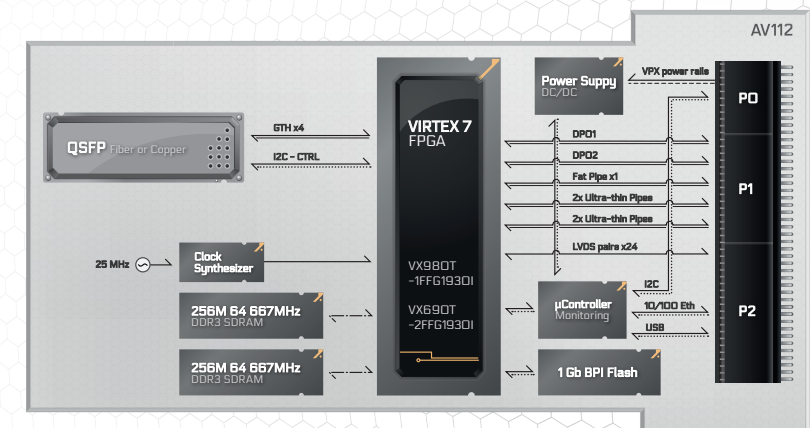 AV112
VPX power rails
Power Suppy
DC/DC
P0
VIRTEX 7
FPGA
GTH x4
QSFP Fiber or Copper
I2C - CTRL
DP01
DP02
Fat Pipe x1
P1
2x Ultra-thin Pipes
2x Ultra-thin Pipes
LVDS pairs x24
25 MHz
Clock
Synthesizer
VX980T
-1FFG1930I
I2C
256M 64 667MHz
DDR3 SDRAM
VX690T
-2FFG1930I
µController
Monitoring
10/100 Eth
P2
USB
256M 64 667MHz
DDR3 SDRAM
1 Gb BPI Flash